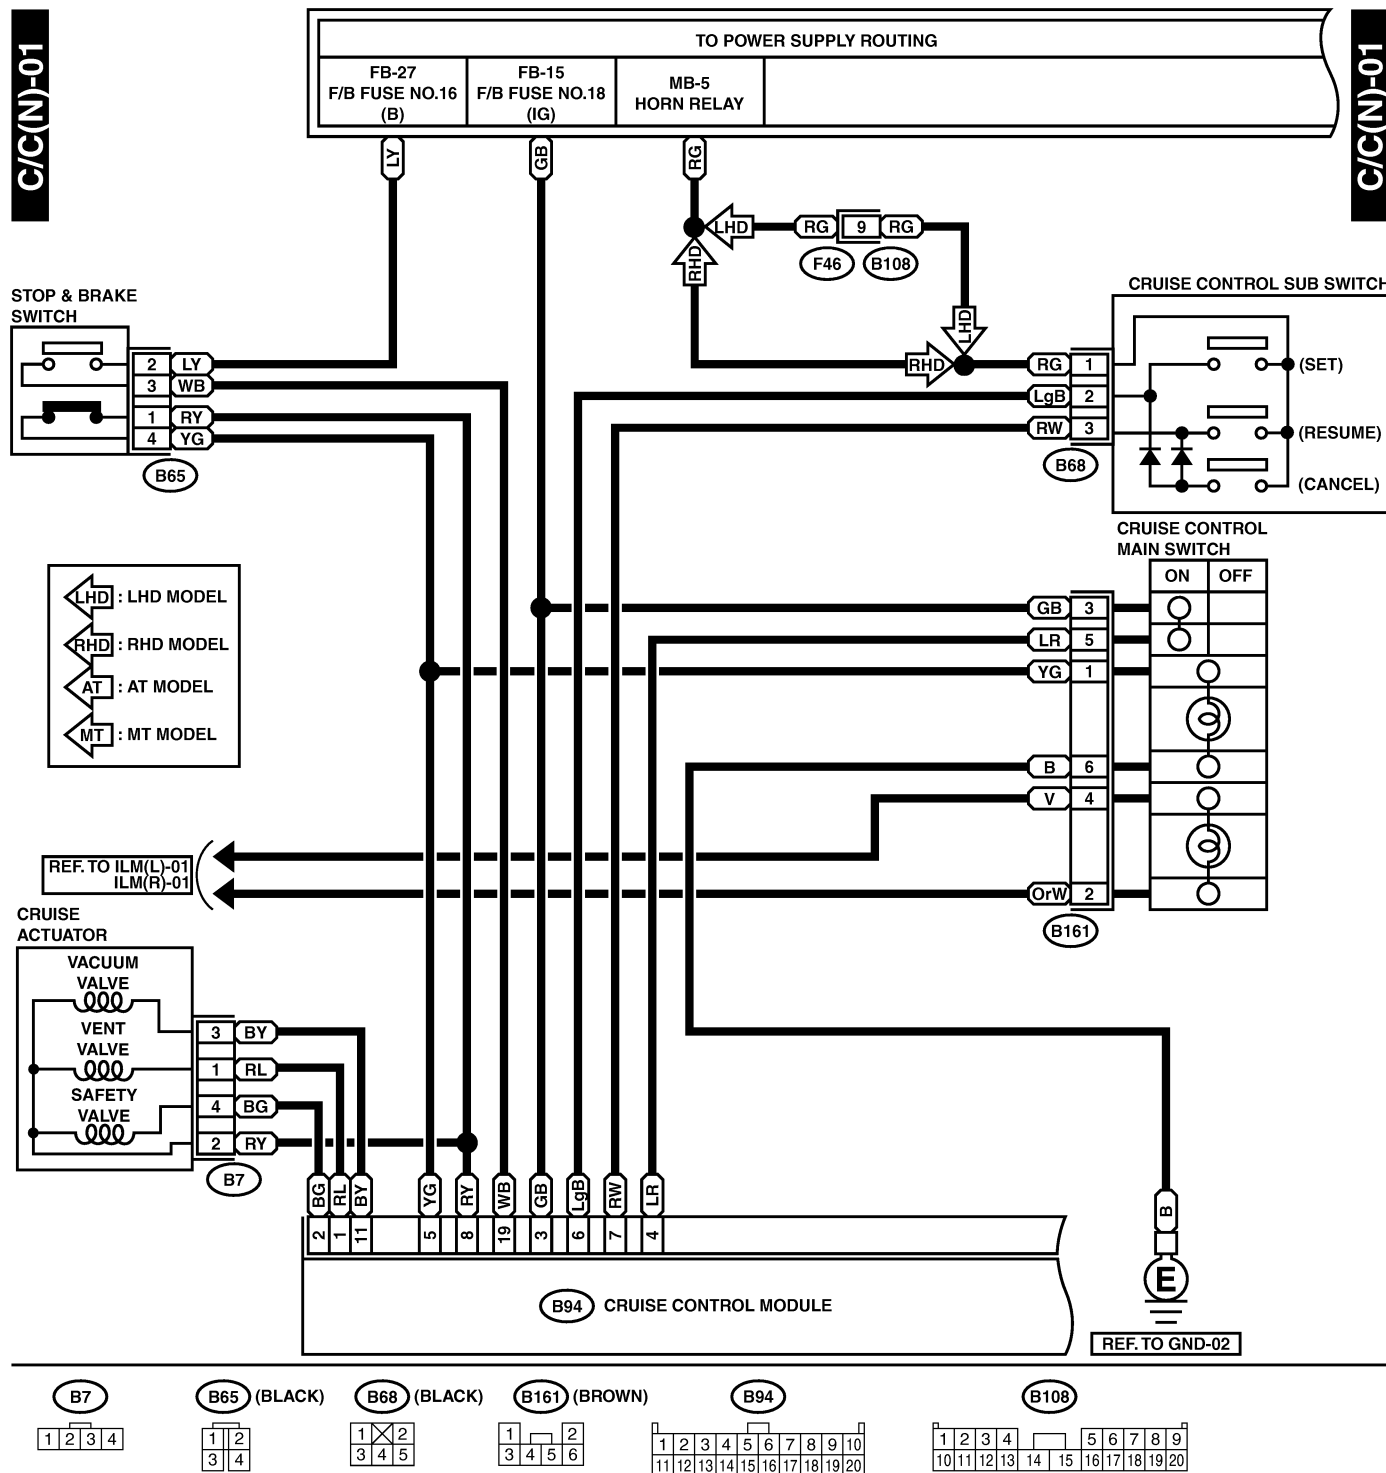 C/C(N)-01
C/C(N)-01
TO POWER SUPPLY ROUTING
FB-27
F/B FUSE NO.16
(B)
FB-15
F/B FUSE NO.18
(IG)
MB-5
HORN RELAY
LY
GB
RG
LHD
RG
9
RG
RHD
F46
B108
LHD
RHD
STOP & BRAKE
SWITCH
2 LY
3 WB
1 RY
4 YG
B65
CRUISE CONTROL SUB SWITCH
RG 1
LgB 2
RW 3
B68
(SET)
(RESUME)
(CANCEL)
CRUISE CONTROL
MAIN SWITCH
ON OFF
GB 3
LR 5
YG 1
B 6
V 4
OrW 2
B161
LHD : LHD MODEL
RHD : RHD MODEL
AT : AT MODEL
MT : MT MODEL
REF. TO ILM(L)-01
ILM(R)-01
CRUISE
ACTUATOR
VACUUM
VALVE
VENT
VALVE
SAFETY
VALVE
3 BY
1 RL
4 BG
2 RY
B7
BG RL BY YG RY WB GB LgB RW LR
2 1 11 5 8 19 3 6 7 4
B94 CRUISE CONTROL MODULE
B
E
REF. TO GND-02
B7
1 2 3 4
B65 (BLACK)
1 2
3 4
B68 (BLACK)
1 2
3 4 5
B161 (BROWN)
1 2
3 4 5 6
B94
1 2 3 4 5 6 7 8 9 10
11 12 13 14 15 16 17 18 19 20
B108
1 2 3 4 5 6 7 8 9
10 11 12 13 14 15 16 17 18 19 20